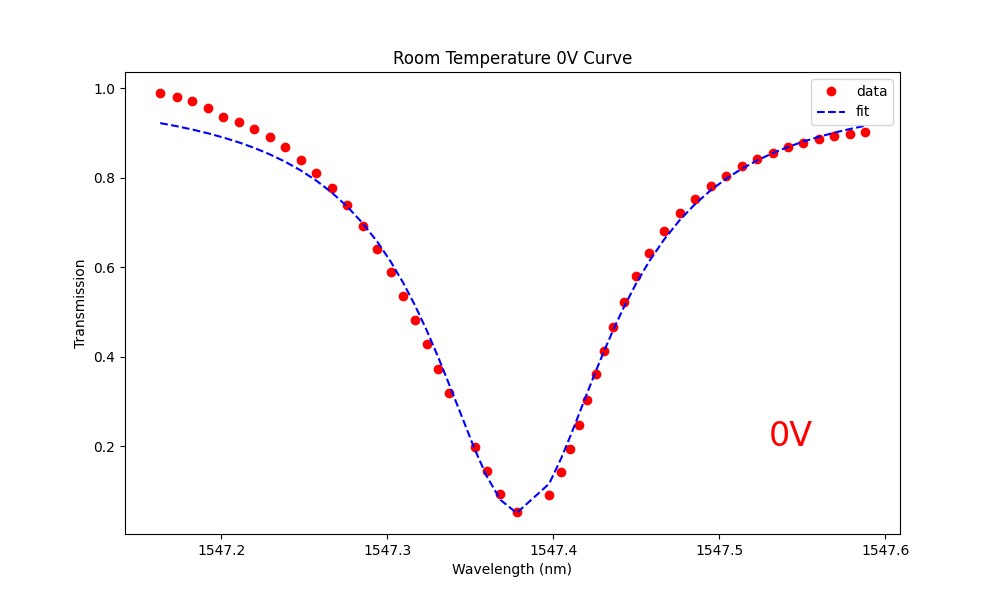 Room Temperature 0V Curve
data
fit
1.0
0.8
0.6
0.4
0.2
Transmission
0V
1547.2 1547.3 1547.4 1547.5 1547.6
Wavelength (nm)